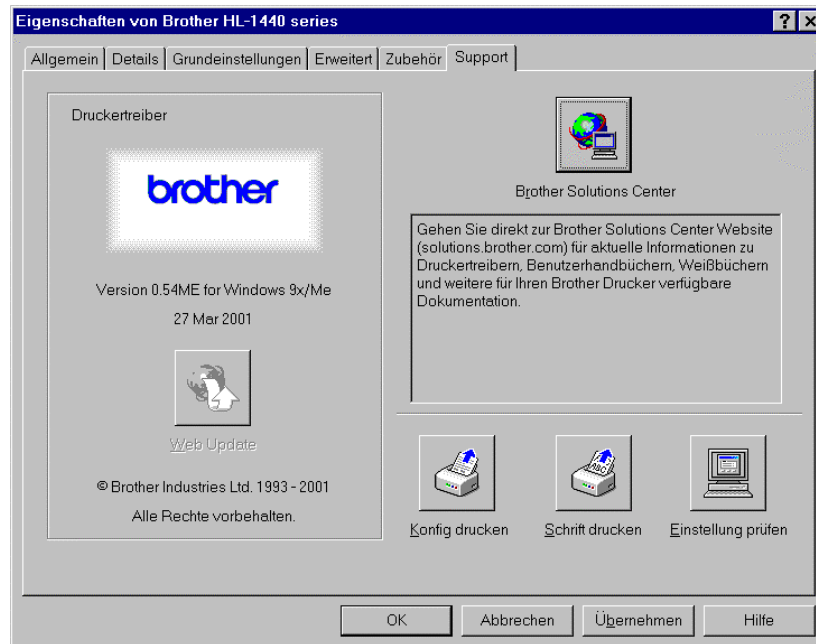 Eigenschaften von Brother HL-1440 series
Allgemein Details Grundeinstellungen Erweitert Zubehör Support
Druckertreiber
brother
Version 0.54ME for Windows 9x/Me
27 Mar 2001
Web Update
© Brother Industries Ltd. 1993 - 2001
Alle Rechte vorbehalten.
Brother Solutions Center
Gehen Sie direkt zur Brother Solutions Center Website
(solutions.brother.com) für aktuelle Informationen zu
Druckertreibern, Benutzerhandbüchern, Weißbüchern
und weitere für Ihren Brother Drucker verfügbare
Dokumentation.
ABC
Konfig drucken Schrift drucken Einstellung prüfen
OK Abbrechen Übernehmen Hilfe